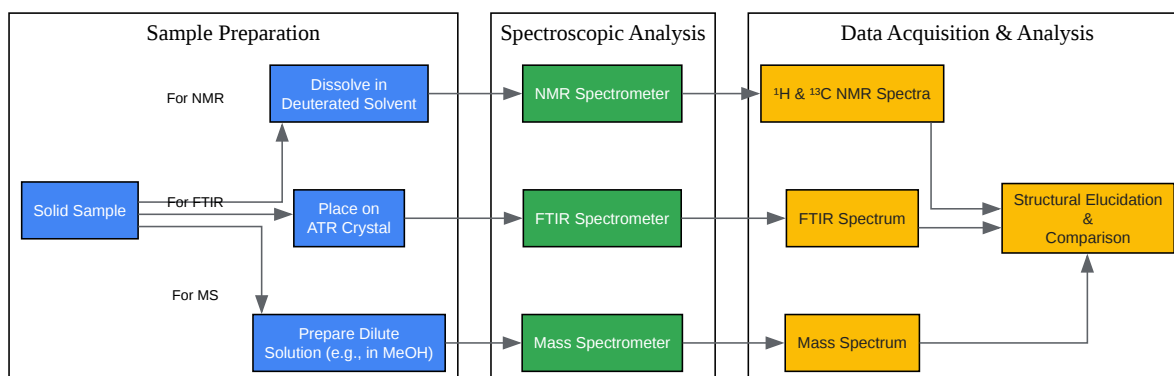 Sample Preparation
Spectroscopic Analysis
Data Acquisition & Analysis
For NMR
Dissolve in
Deuterated Solvent
NMR Spectrometer
¹H & ¹³C NMR Spectra
Solid Sample
For FTIR
Place on
ATR Crystal
FTIR Spectrometer
FTIR Spectrum
Structural Elucidation
&
Comparison
For MS
Prepare Dilute
Solution (e.g., in MeOH)
Mass Spectrometer
Mass Spectrum